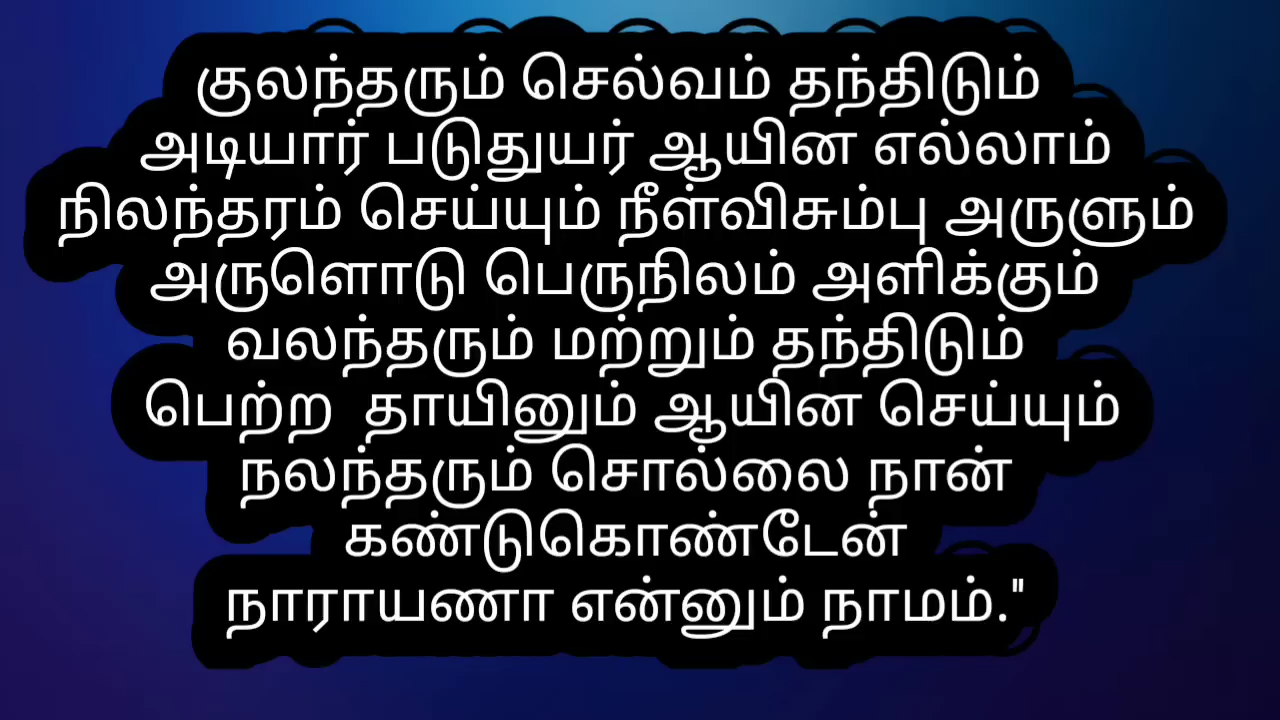 குலந்தரும் செல்வம் தந்திடும்
அடியார் படுதுயர் ஆயின எல்லாம்
நிலந்தரம் செய்யும் நீள்விசும்பு அருளும்
அருளொடு பெருநிலம் அளிக்கும்
வலந்தரும் மற்றும் தந்திடும்
பெற்ற  தாயினும் ஆயின செய்யும்
நலந்தரும் சொல்லை நான்
கண்டுகொண்டேன்
நாராயணா என்னும் நாமம்."